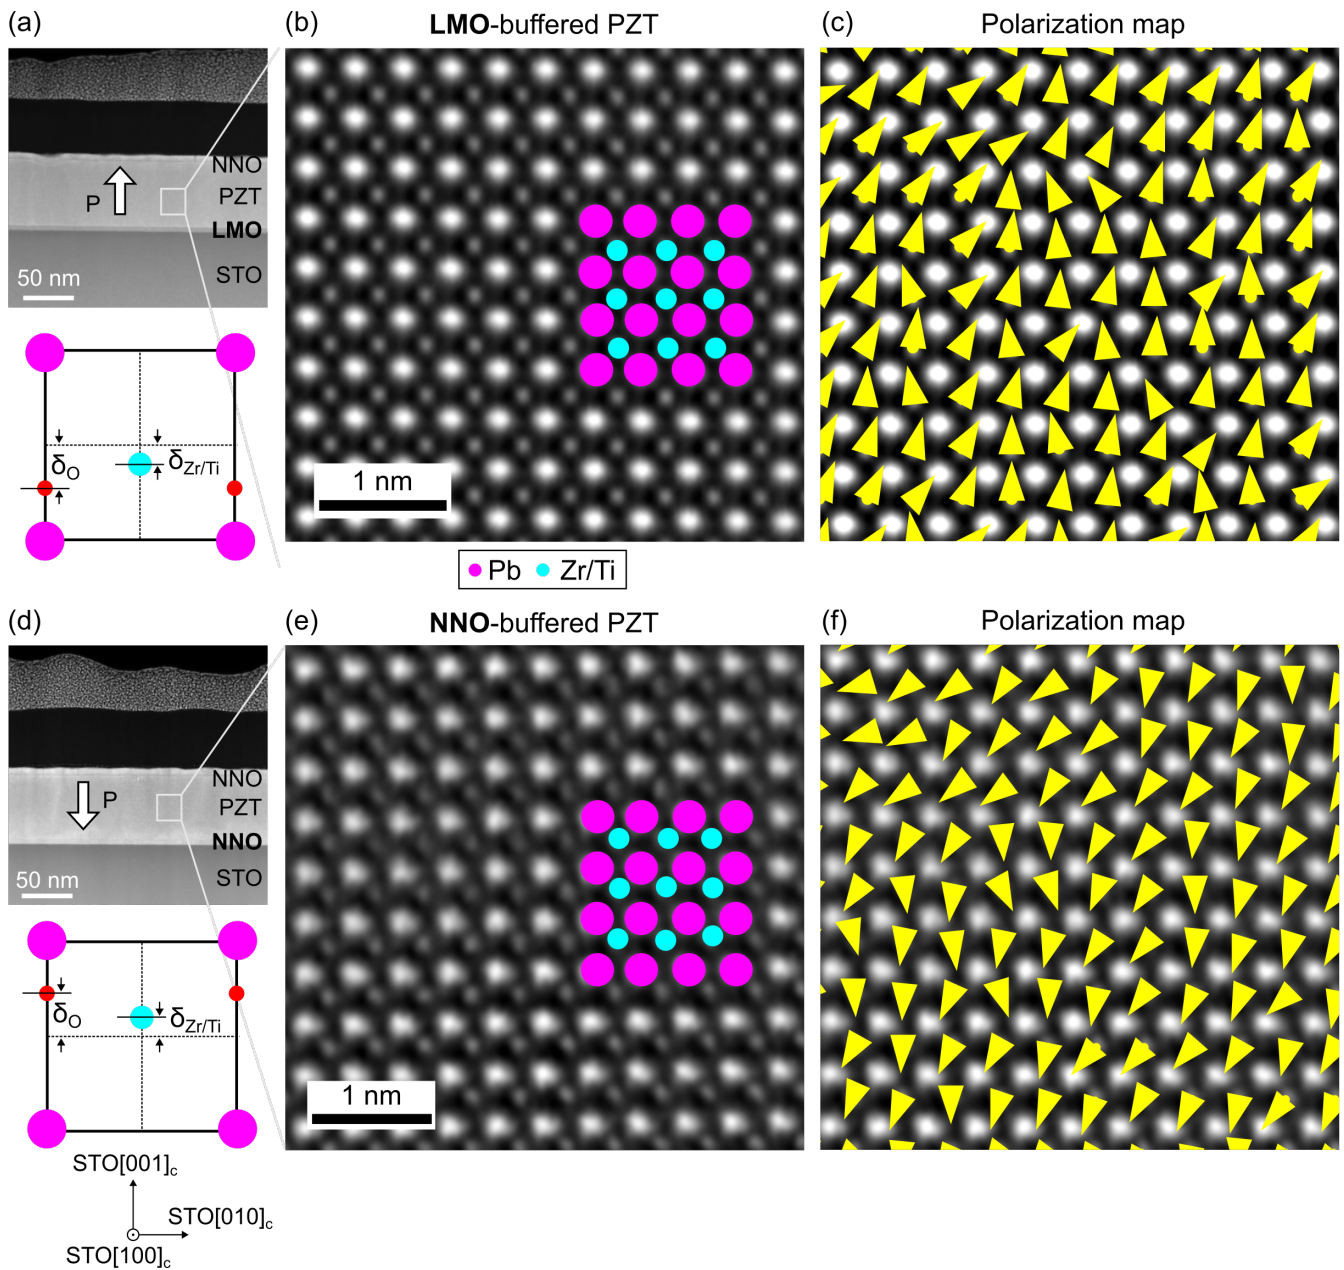 (a)
NNO
P
PZT
LMO
50 nm
STO
δO
δZr/Ti
(b)
LMO-buffered PZT
1 nm
(c)
Polarization map
Pb
Zr/Ti
(d)
NNO
P
PZT
NNO
50 nm
STO
δO
δZr/Ti
STO[001]c
STO[010]c
STO[100]c
(e)
NNO-buffered PZT
1 nm
(f)
Polarization map